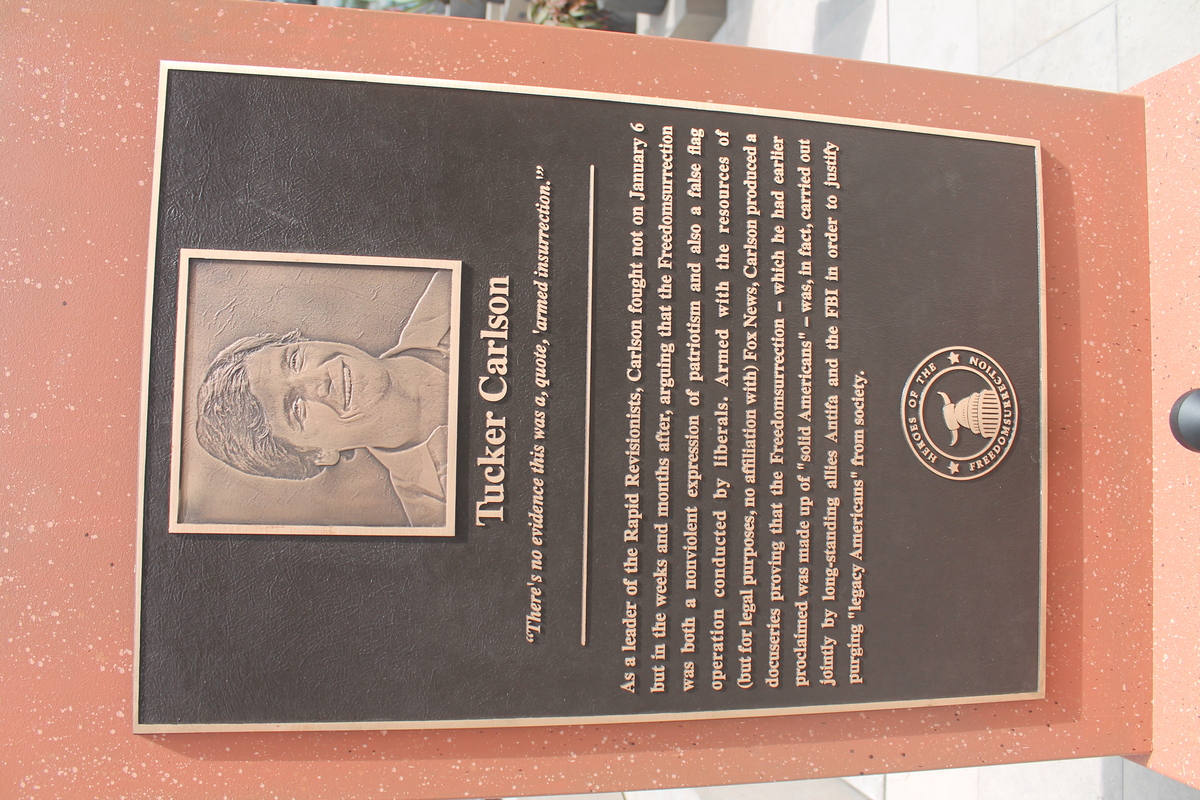 Tucker Carlson
“There's no evidence this was a, quote, 'armed insurrection.'”
As a leader of the Rapid Revisionists, Carlson fought not on January 6
but in the weeks and months after, arguing that the Freedomsurrection
was both a nonviolent expression of patriotism and also a false flag
operation conducted by liberals. Armed with the resources of
(but for legal purposes, no affiliation with) Fox News, Carlson produced a
docuseries proving that the Freedomsurrection – which he had earlier
proclaimed was made up of "solid Americans" – was, in fact, carried out
jointly by long-standing allies Antifa and the FBI in order to justify
purging "legacy Americans" from society.
HEROES OF THE
FREEDOMSURRECTION